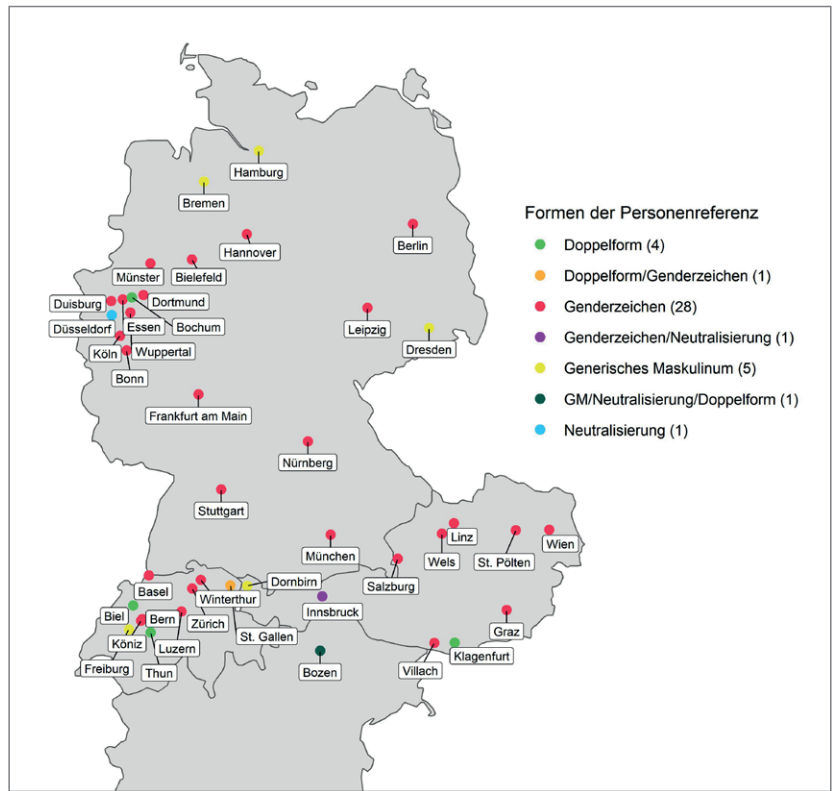 Hamburg
Bremen
Hannover
Berlin
Münster
Bielefeld
Duisburg
Dortmund
Düsseldorf
Essen
Bochum
Köln
Wuppertal
Bonn
Leipzig
Dresden
Frankfurt am Main
Nürnberg
Stuttgart
München
Linz
Wels
St. Pölten
Wien
Salzburg
Basel
Winterthur
Dornbirn
Innsbruck
Biel
Bern
Zürich
Köniz
Luzern
St. Gallen
Graz
Freiburg
Thun
Bozen
Villach
Klagenfurt
Formen der Personenreferenz
Doppelform (4)
Doppelform/Genderzeichen (1)
Genderzeichen (28)
Genderzeichen/Neutralisierung (1)
Generisches Maskulinum (5)
GM/Neutralisierung/Doppelform (1)
Neutralisierung (1)